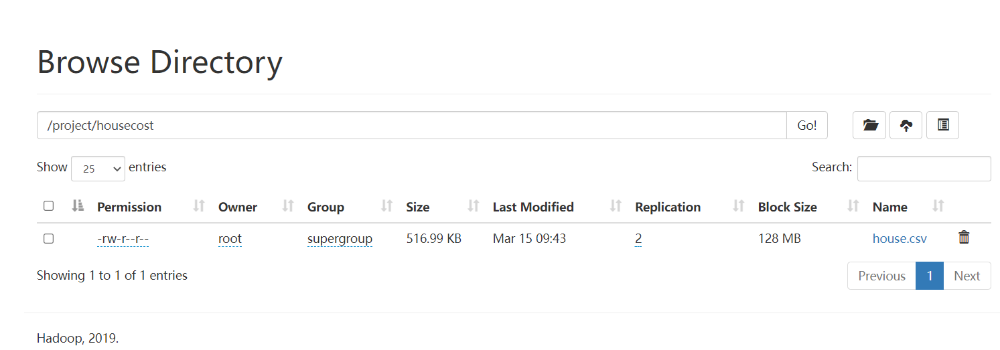 Browse Directory
/project/housecost Go!
Show 25 entries Search:
Permission Owner Group Size Last Modified Replication Block Size Name
-rw-r--r-- root supergroup 516.99 KB Mar 15 09:43 2 128 MB house.csv
Showing 1 to 1 of 1 entries Previous 1 Next
Hadoop, 2019.